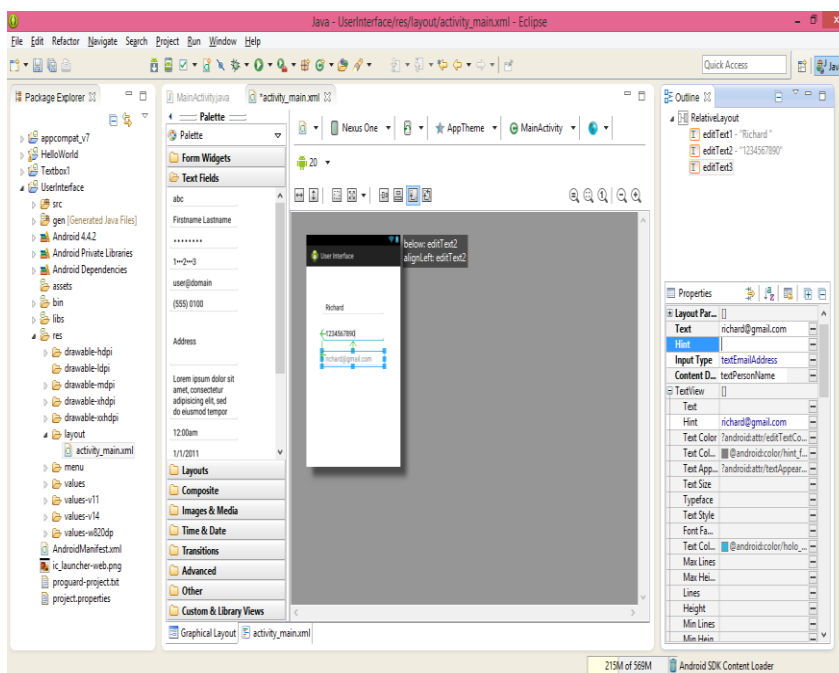 Java - UserInterface/res/layout/activity_main.xml - Eclipse
File Edit Refactor Navigate Search Project Run Window Help
Quick Access
Java
Package Explorer
appcompat_v7
HelloWorld
Textbox1
UserInterface
src
gen [Generated Java Files]
Android 4.4.2
Android Private Libraries
Android Dependencies
assets
bin
libs
res
drawable-hdpi
drawable-ldpi
drawable-mdpi
drawable-xhdpi
drawable-xxhdpi
layout
activity_main.xml
menu
values
values-v11
values-v14
values-w820dp
AndroidManifest.xml
ic_launcher-web.png
proguard-project.txt
project.properties
MainActivity.java
*activity_main.xml
Palette
Palette
Form Widgets
Text Fields
abc
Firstname Lastname
1--2--3
user@domain
(555) 0100
Address
Lorem ipsum dolor sit
amet, consectetur
adipisicing elit, sed
do eiusmod tempor
12:00am
1/1/2011
Layouts
Composite
Images & Media
Time & Date
Transitions
Advanced
Other
Custom & Library Views
Graphical Layout
activity_main.xml
Nexus One
AppTheme
MainActivity
20
User Interface
Richard
1234567890
richard@gmail.com
below: editText2
alignLeft: editText2
Outline
RelativeLayout
editText1 - "Richard "
editText2 - "1234567890"
editText3
Properties
Layout Par... []
Text richard@gmail.com
Hint
Input Type textEmailAddress
Content D... textPersonName
TextView []
Text
Hint richard@gmail.com
Text Color ?android:attr/editTextCo...
Text Col... @android:color/hint_f...
Text App... ?android:attr/textAppear...
Text Size
Typeface
Text Style
Font Fa...
Text Col... @android:color/holo_...
Max Lines
Max Hei...
Lines
Height
Min Lines
Min Heig
215M of 569M
Android SDK Content Loader